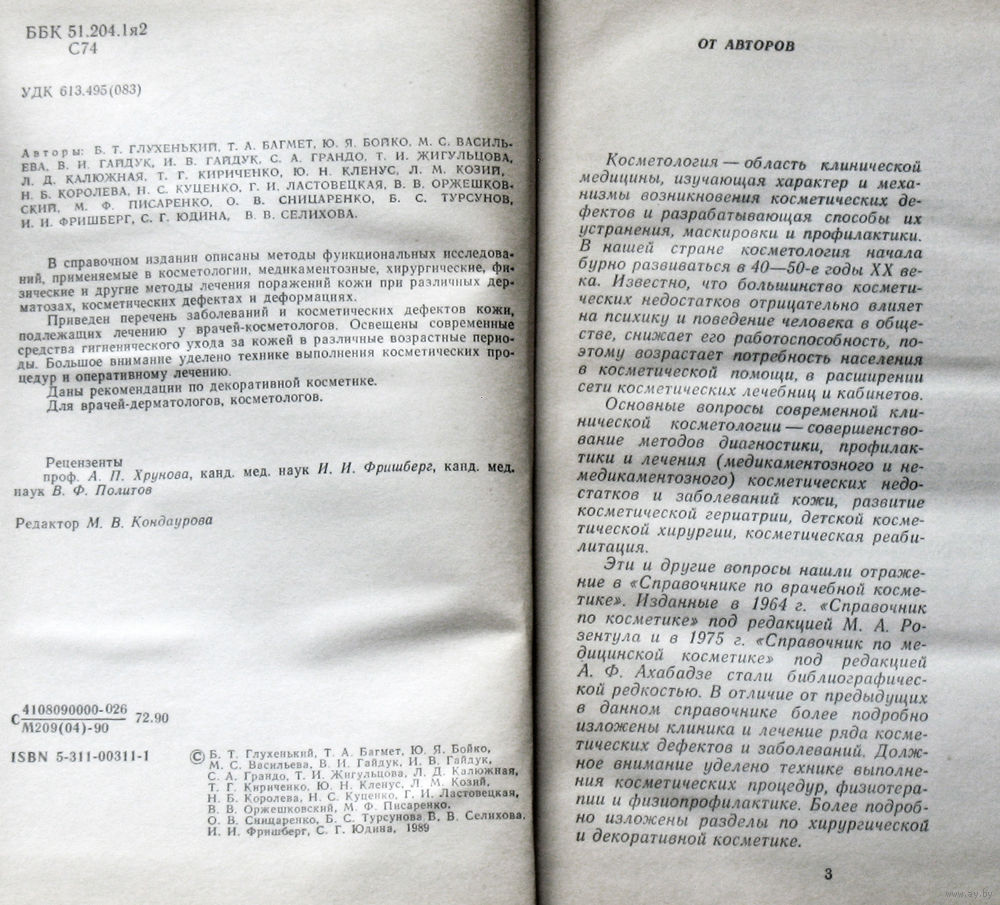 ББК 51.204.1я2
С74
УДК 613.495(083)
Авторы: Б. Т. ГЛУХЕНЬКИЙ, Т. А. БАГМЕТ, Ю. Я. БОЙКО, М. С. ВАСИЛЬ-
ЕВА, В. И. ГАЙДУК, И. В. ГАЙДУК, С. А. ГРАНДО, Т. И. ЖИГУЛЬЦОВА,
Л. Д. КАЛЮЖНАЯ, Т. Г. КИРИЧЕНКО, Ю. Н. КЛЕНУС, Л. М. КОЗИЙ,
Н. Б. КОРОЛЕВА, Н. С. КУЦЕНКО, Г. И. ЛАСТОВЕЦКАЯ, В. В. ОРЖЕШКОВ-
СКИЙ, М. Ф. ПИСАРЕНКО, О. В. СНИЦАРЕНКО, Б. С. ТУРСУНОВ,
И. И. ФРИШБЕРГ, С. Г. ЮДИНА, В. В. СЕЛИХОВА.
В справочном издании описаны методы функциональных исследова-
ний, применяемые в косметологии, медикаментозные, хирургические, фи-
зические и другие методы лечения поражений кожи при различных дер-
матозах, косметических дефектах и деформациях.
Приведен перечень заболеваний и косметических дефектов кожи,
подлежащих лечению у врачей-косметологов. Освещены современные
средства гигиенического ухода за кожей в различные возрастные перио-
ды. Большое внимание уделено технике выполнения косметических про-
цедур и оперативному лечению.
Даны рекомендации по декоративной косметике.
Для врачей-дерматологов, косметологов.
Рецензенты
проф. А. П. Хрунова, канд. мед. наук И. И. Фришберг, канд. мед.
наук В. Ф. Политов
Редактор М. В. Кондаурова
С 4108090000-026 72.90
М209(04)-90
ISBN 5-311-00311-1
© Б. Т. Глухенький, Т. А. Багмет, Ю. Я. Бойко,
М. С. Васильева, В. И. Гайдук, И. В. Гайдук,
С. А. Грандо, Т. И. Жигульцова, Л. Д. Калюжная,
Т. Г. Кириченко, Ю. Н. Кленус, Л. М. Козий,
Н. Б. Королева, Н. С. Куценко, Г. И. Ластовецкая,
В. В. Оржешковский, М. Ф. Писаренко,
О. В. Сницаренко, Б. С. Турсунова В. В. Селихова,
И. И. Фришберг, С. Г. Юдина, 1989
ОТ АВТОРОВ
Косметология — область клинической
медицины, изучающая характер и меха-
низмы возникновения косметических де-
фектов и разрабатывающая способы их
устранения, маскировки и профилактики.
В нашей стране косметология начала
бурно развиваться в 40—50-е годы XX ве-
ка. Известно, что большинство космети-
ческих недостатков отрицательно влияет
на психику и поведение человека в обще-
стве, снижает его работоспособность, по-
этому возрастает потребность населения
в косметической помощи, в расширении
сети косметических лечебниц и кабинетов.
Основные вопросы современной кли-
нической косметологии — совершенство-
вание методов диагностики, профилак-
тики и лечения (медикаментозного и не-
медикаментозного) косметических недо-
статков и заболеваний кожи, развитие
косметической гериатрии, детской косме-
тической хирургии, косметическая реаби-
литация.
Эти и другие вопросы нашли отраже-
ние в «Справочнике по врачебной косме-
тике». Изданные в 1964 г. «Справочник
по косметике» под редакцией М. А. Ро-
зентула и в 1975 г. «Справочник по ме-
дицинской косметике» под редакцией
А. Ф. Ахабадзе стали библиографичес-
кой редкостью. В отличие от предыдущих
в данном справочнике более подробно
изложены клиника и лечение ряда косме-
тических дефектов и заболеваний. Долж-
ное внимание уделено технике выполне-
ния косметических процедур, физиотера-
пии и физиопрофилактике. Более подроб-
но изложены разделы по хирургической
и декоративной косметике.
3
www.ay.by